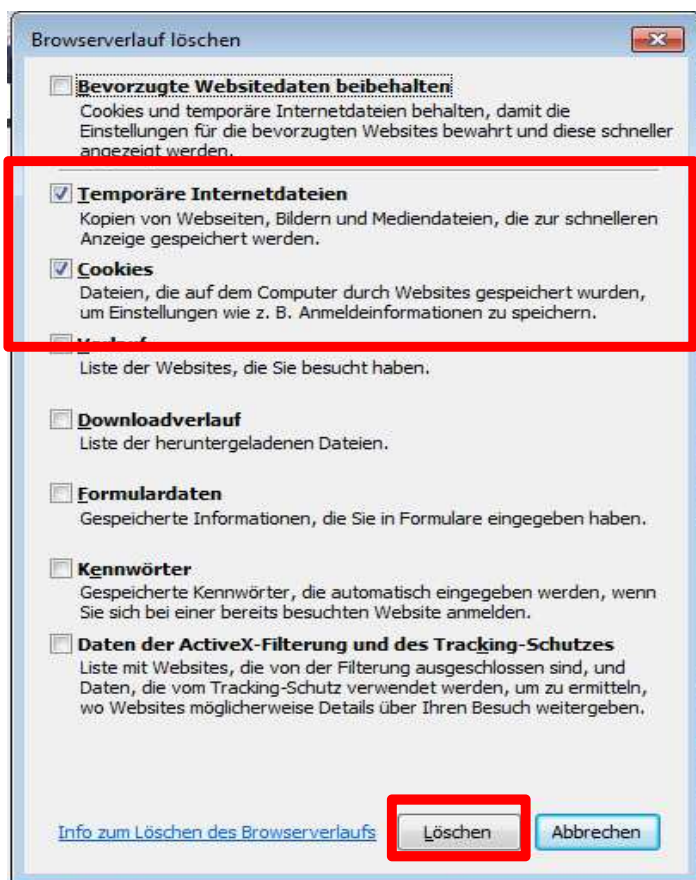 Browserverlauf löschen
Bevorzugte Websitedaten beibehalten
Cookies und temporäre Internetdateien behalten, damit die
Einstellungen für die bevorzugten Websites bewahrt und diese schneller
angezeigt werden.
Temporäre Internetdateien
Kopien von Webseiten, Bildern und Mediendateien, die zur schnelleren
Anzeige gespeichert werden.
Cookies
Dateien, die auf dem Computer durch Websites gespeichert wurden,
um Einstellungen wie z. B. Anmeldeinformationen zu speichern.
Verlauf
Liste der Websites, die Sie besucht haben.
Downloadverlauf
Liste der heruntergeladenen Dateien.
Formulardaten
Gespeicherte Informationen, die Sie in Formulare eingegeben haben.
Kennwörter
Gespeicherte Kennwörter, die automatisch eingegeben werden, wenn
Sie sich bei einer bereits besuchten Website anmelden.
Daten der ActiveX-Filterung und des Tracking-Schutzes
Liste mit Websites, die von der Filterung ausgeschlossen sind, und
Daten, die vom Tracking-Schutz verwendet werden, um zu ermitteln,
wo Websites möglicherweise Details über Ihren Besuch weitergeben.
Info zum Löschen des Browserverlaufs Löschen Abbrechen